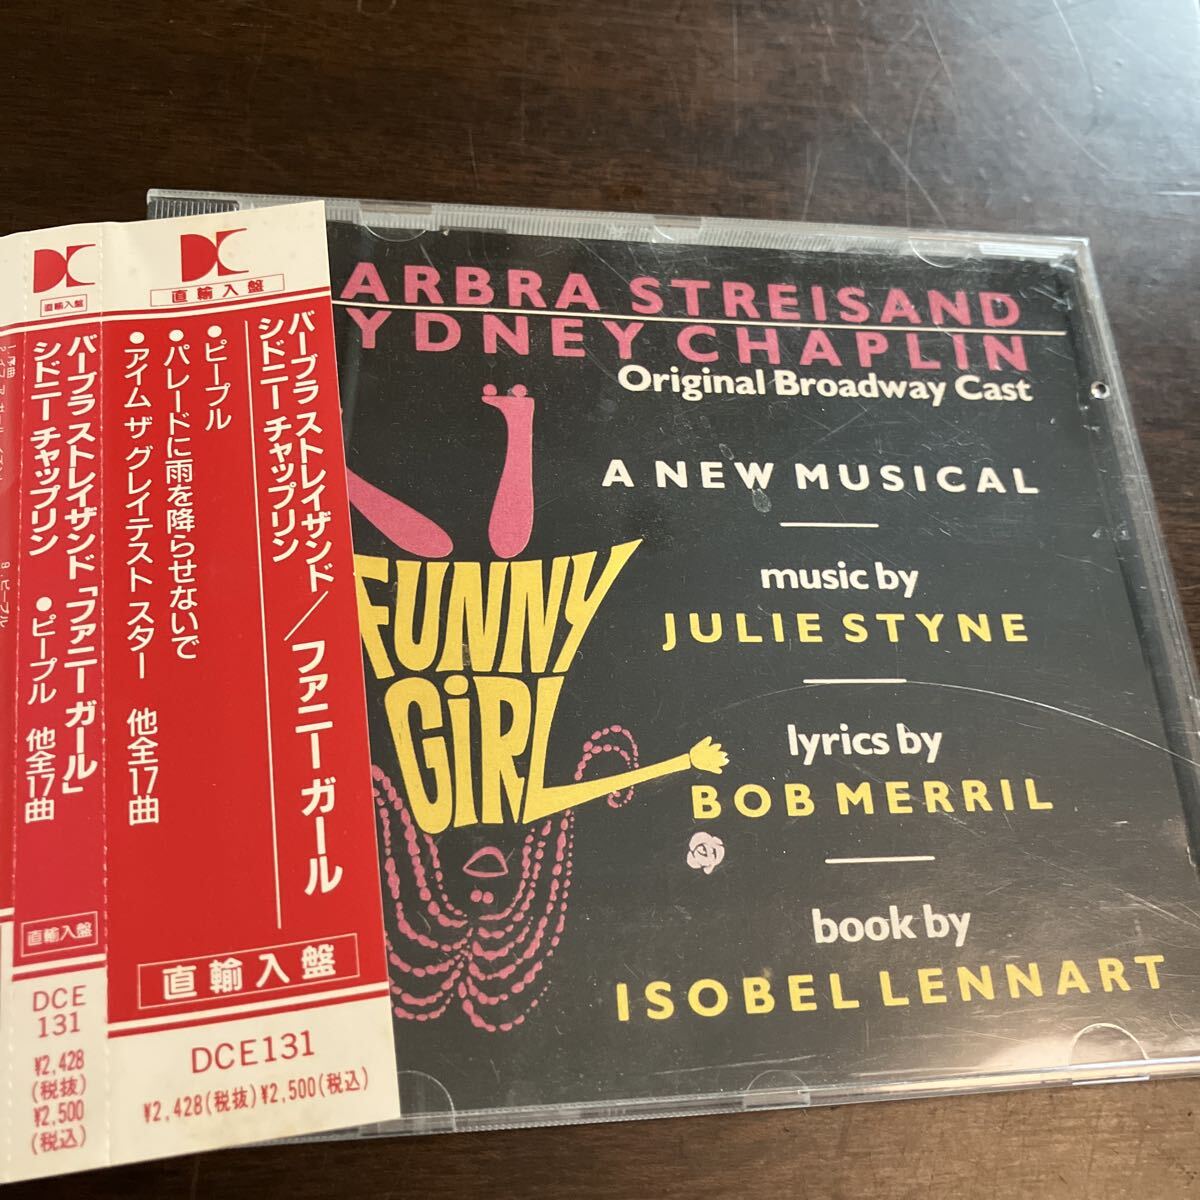 DC
直輸入盤
バーブラ ストレイザンド「ファニー ガール」
シドニー チャップリン ●ピープル 他全17曲
直輸入盤
DCE
131
¥2,428
(税抜)
¥2,500
(税込)
DC
直輸入盤
バーブラ ストレイザンド/ファニー ガール
シドニー チャップリン
●ピープル
●パレードに雨を降らせないで
●アイム ザ グレイテスト スター 他全17曲
直輸入盤
DCE131
¥2,428(税抜)¥2,500(税込)
ARBRA STREISAND
YDNEY CHAPLIN
Original Broadway Cast
A NEW MUSICAL
FUNNY
GiRL
music by
JULIE STYNE
lyrics by
BOB MERRIL
book by
ISOBEL LENNART